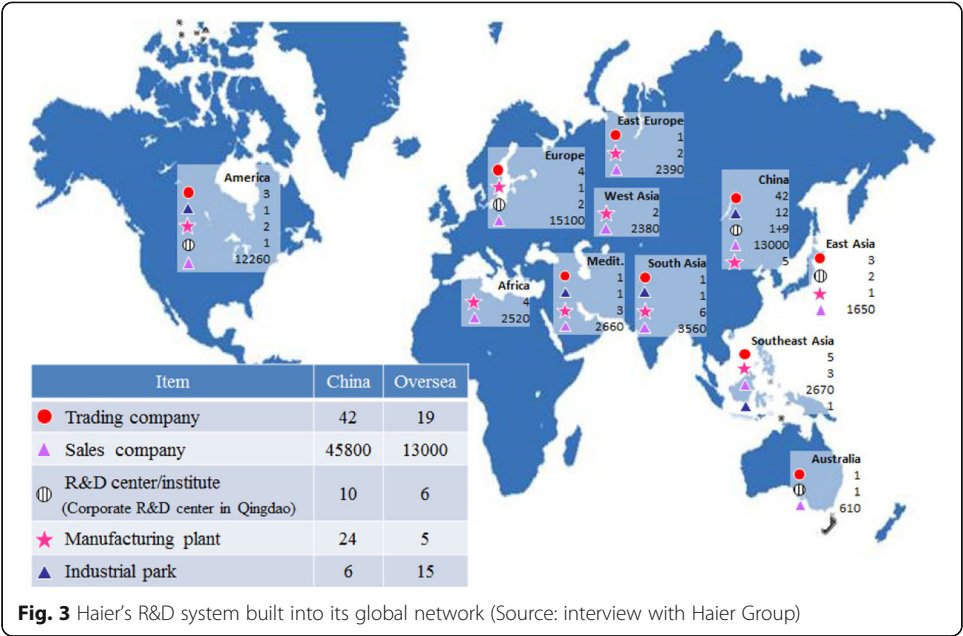 East Europe
1
2
2390
Europe
4
1
2
15100
America
3
1
2
1
12260
West Asia
2
2380
China
42
12
1+9
13000
5
East Asia
3
2
1
1650
Medit.
1
1
3
2660
South Asia
1
1
6
3560
Africa
4
2520
Southeast Asia
5
3
2670
1
Australia
1
1
610
Item China Oversea
Trading company 42 19
Sales company 45800 13000
R&D center/institute
(Corporate R&D center in Qingdao) 10 6
Manufacturing plant 24 5
Industrial park 6 15
Fig. 3 Haier's R&D system built into its global network (Source: interview with Haier Group)